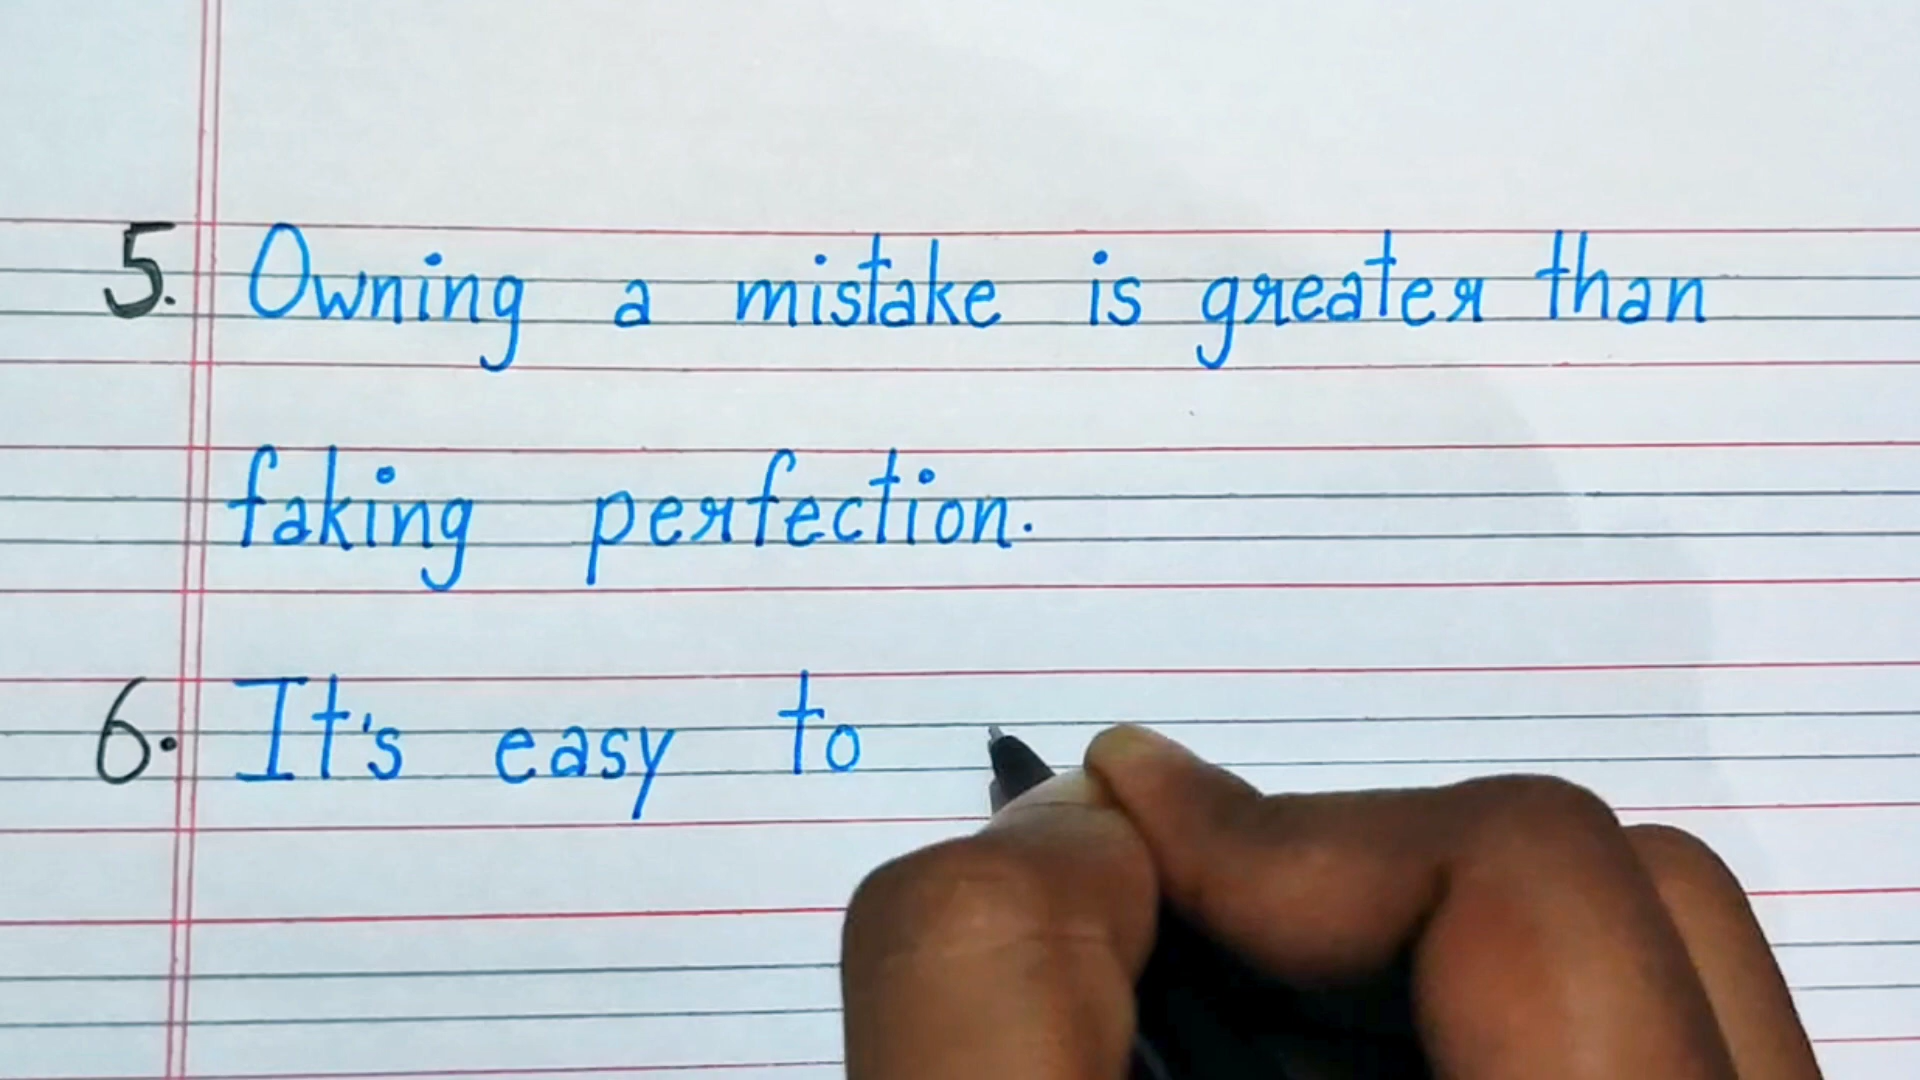 5. Owning a mistake is greater than
faking perfection.
6. It's easy to